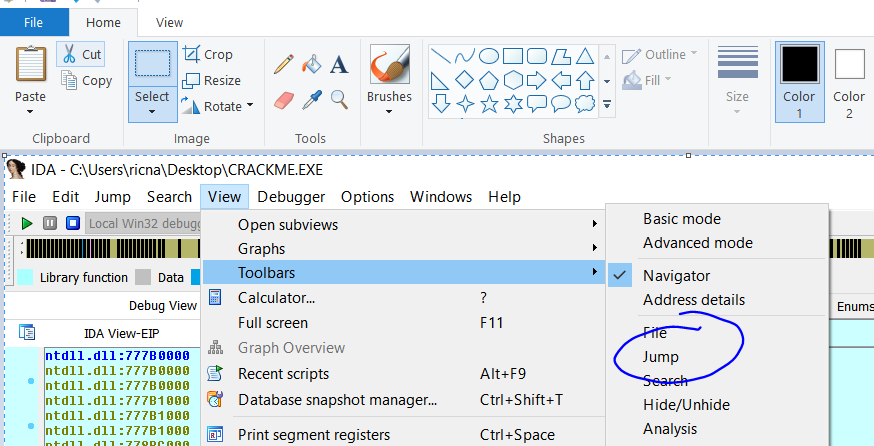 File Home View
Cut
Copy
Paste
Clipboard
Select
Crop
Resize
Rotate
Image
A
Tools
Brushes
Outline
Fill
Shapes
Size
Color
1
Color
2
IDA - C:\Users\ricna\Desktop\CRACKME.EXE
File Edit Jump Search View Debugger Options Windows Help
Local Win32 debugg
Library function Data
Debug View
IDA View-EIP
Enums
ntdll.dll:777B0000
ntdll.dll:777B0000
ntdll.dll:777B0000
ntdll.dll:777B1000
ntdll.dll:777B1000
ntdll.dll:777B1000
Open subviews
Graphs
Toolbars
Calculator... ?
Full screen F11
Graph Overview
Recent scripts Alt+F9
Database snapshot manager... Ctrl+Shift+T
Print segment registers Ctrl+Space
Basic mode
Advanced mode
Navigator
Address details
File
Jump
Search
Hide/Unhide
Analysis